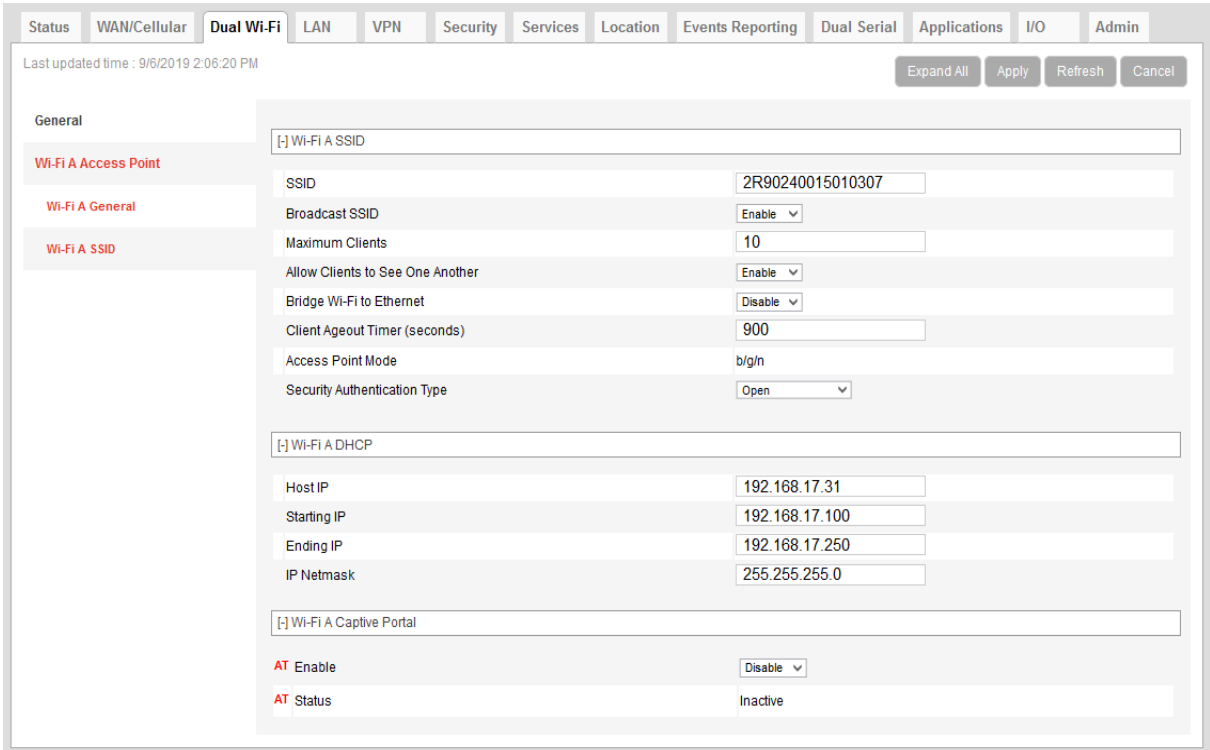 Status WAN/Cellular Dual Wi-Fi LAN VPN Security Services Location Events Reporting Dual Serial Applications I/O Admin
Last updated time : 9/6/2019 2:06:20 PM
Expand All Apply Refresh Cancel
General
Wi-Fi A Access Point
Wi-Fi A General
Wi-Fi A SSID
[-] Wi-Fi A SSID
SSID 2R90240015010307
Broadcast SSID Enable
Maximum Clients 10
Allow Clients to See One Another Enable
Bridge Wi-Fi to Ethernet Disable
Client Ageout Timer (seconds) 900
Access Point Mode b/g/n
Security Authentication Type Open
[-] Wi-Fi A DHCP
Host IP 192.168.17.31
Starting IP 192.168.17.100
Ending IP 192.168.17.250
IP Netmask 255.255.255.0
[-] Wi-Fi A Captive Portal
AT Enable Disable
AT Status Inactive